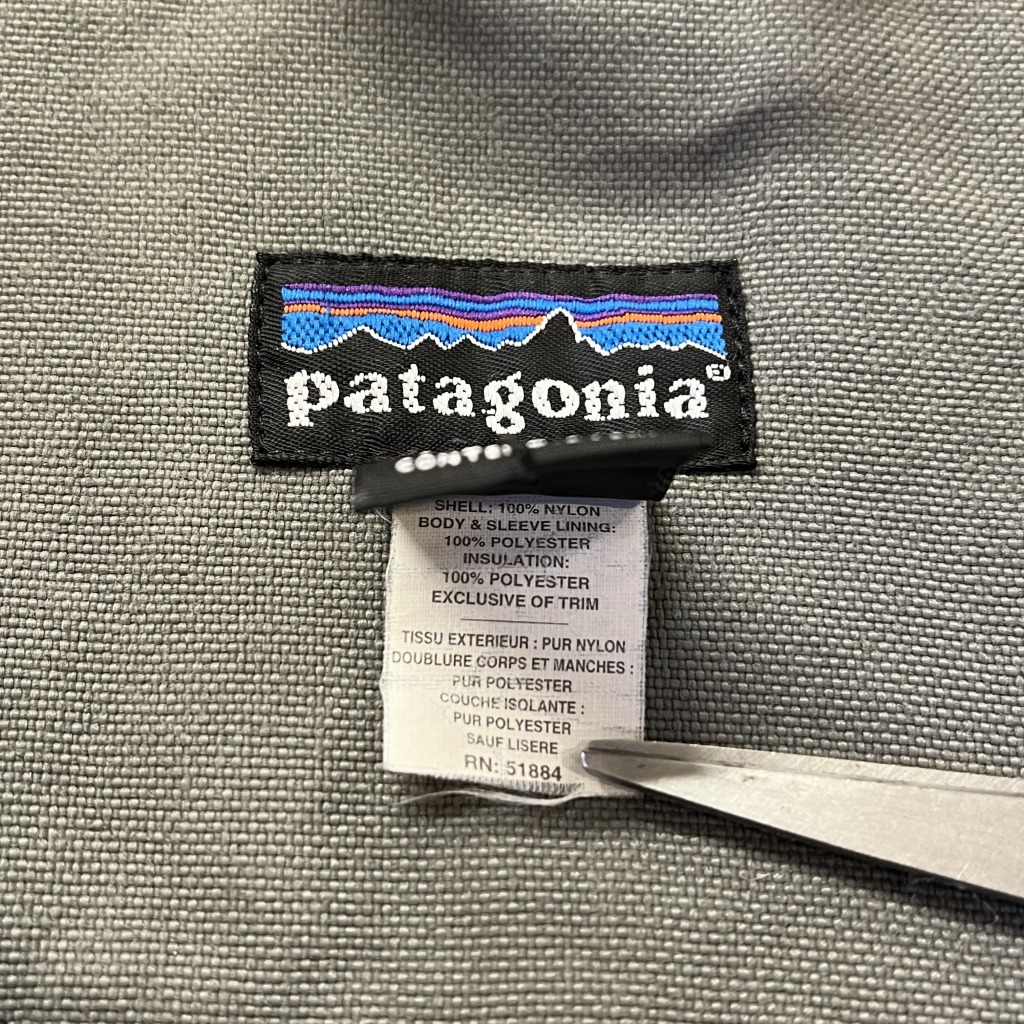 patagonia®
SHELL: 100% NYLON
BODY & SLEEVE LINING:
100% POLYESTER
INSULATION:
100% POLYESTER
EXCLUSIVE OF TRIM
TISSU EXTERIEUR : PUR NYLON
DOUBLURE CORPS ET MANCHES :
PUR POLYESTER
COUCHE ISOLANTE :
PUR POLYESTER
SAUF LISERE
RN: 51884